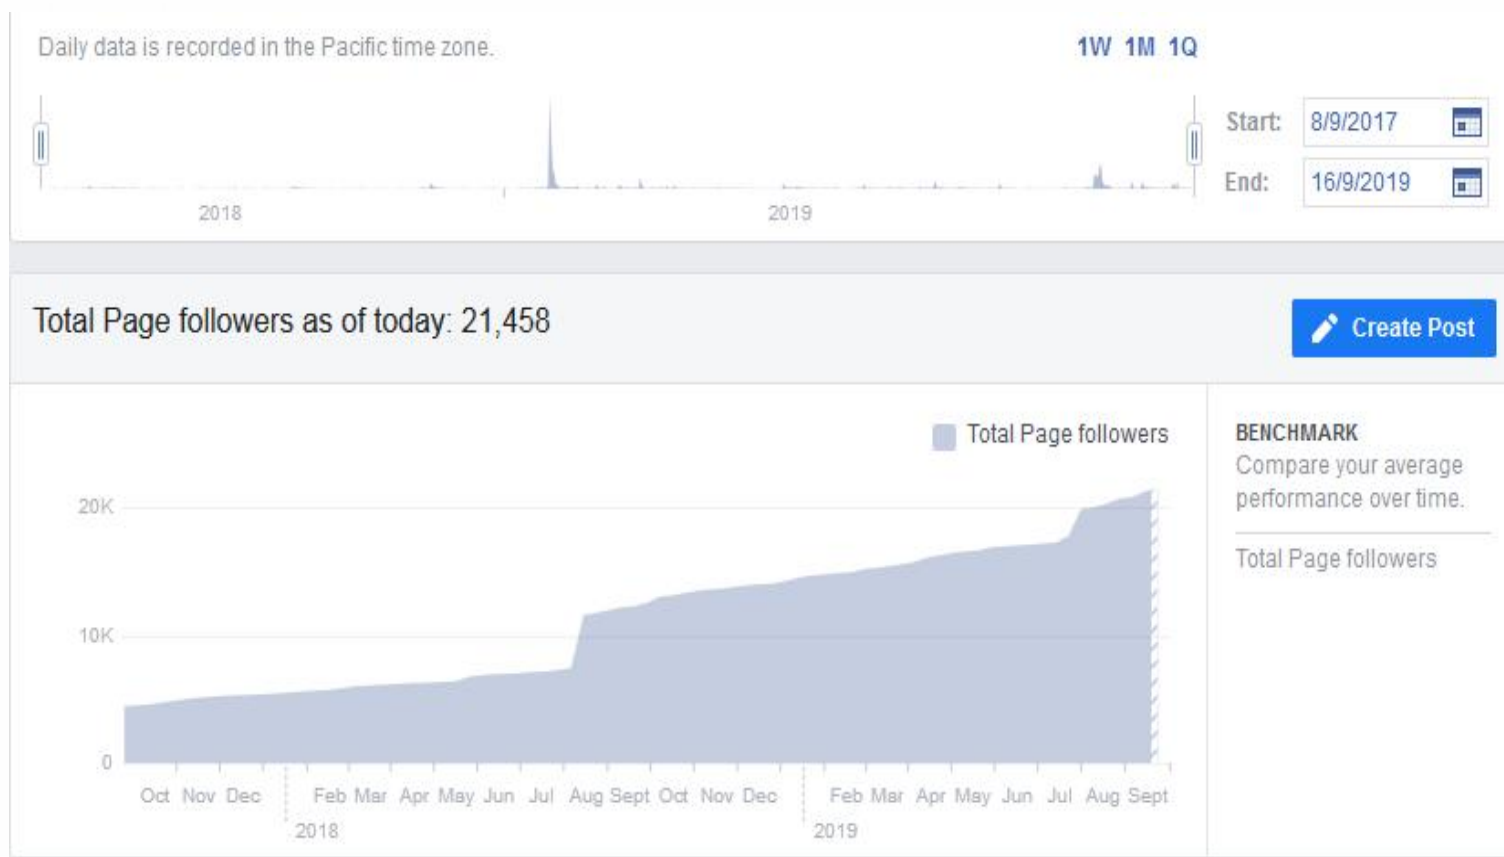 Daily data is recorded in the Pacific time zone.
1W 1M 1Q
Start: 8/9/2017
End: 16/9/2019
2018 2019
Total Page followers as of today: 21,458
Create Post
Total Page followers
BENCHMARK
Compare your average
performance over time.
Total Page followers
20K
10K
0
Oct Nov Dec Feb Mar Apr May Jun Jul Aug Sept Oct Nov Dec Feb Mar Apr May Jun Jul Aug Sept
2018 2019